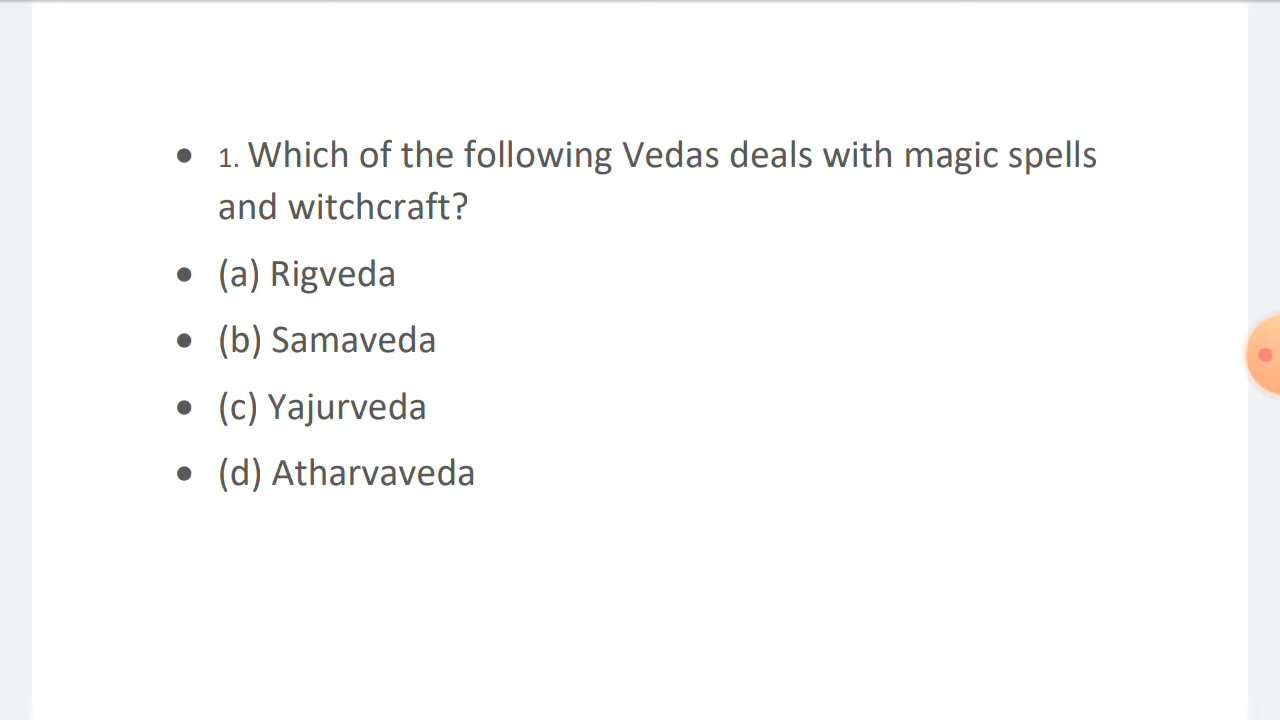 • 1. Which of the following Vedas deals with magic spells
and witchcraft?
• (a) Rigveda
• (b) Samaveda
• (c) Yajurveda
• (d) Atharvaveda